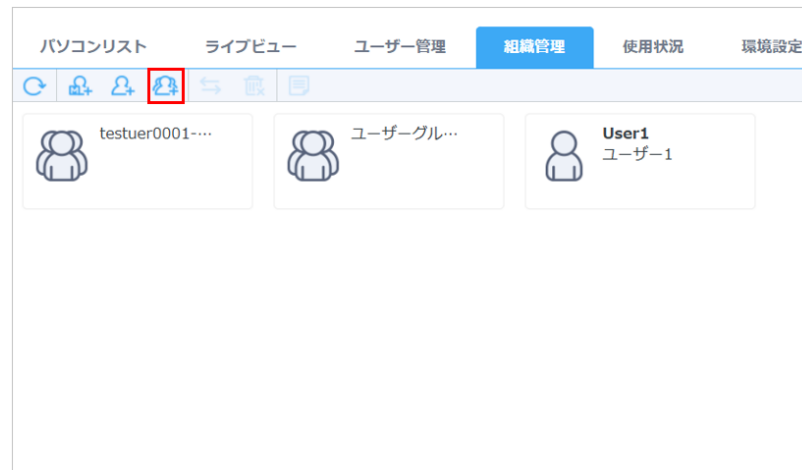 パソコンリスト ライブビュー ユーザー管理 組織管理 使用状況 環境設定
testuer0001-… ユーザーグル… User1
ユーザー1